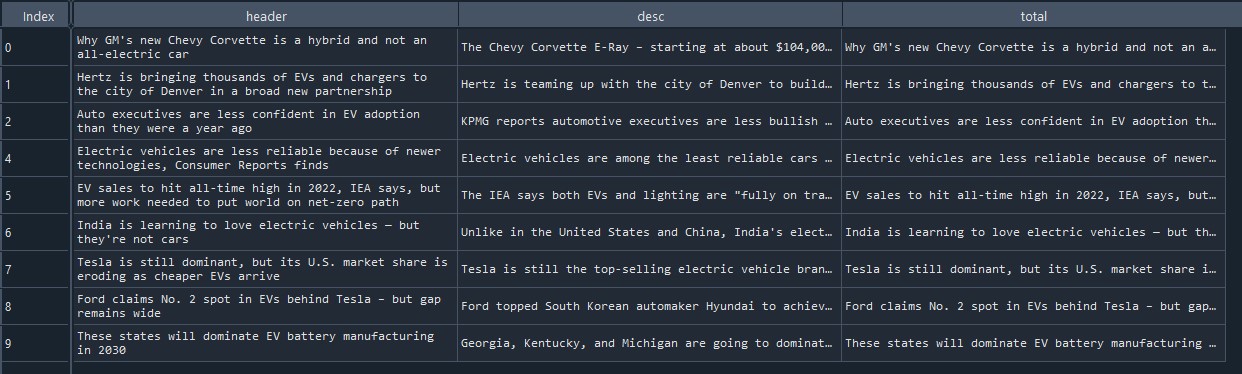 Index header desc total
0 Why GM's new Chevy Corvette is a hybrid and not an
all-electric car The Chevy Corvette E-Ray – starting at about $104,00… Why GM's new Chevy Corvette is a hybrid and not an a…
1 Hertz is bringing thousands of EVs and chargers to
the city of Denver in a broad new partnership Hertz is teaming up with the city of Denver to build… Hertz is bringing thousands of EVs and chargers to t…
2 Auto executives are less confident in EV adoption
than they were a year ago KPMG reports automotive executives are less bullish … Auto executives are less confident in EV adoption th…
4 Electric vehicles are less reliable because of newer
technologies, Consumer Reports finds Electric vehicles are among the least reliable cars … Electric vehicles are less reliable because of newer…
5 EV sales to hit all-time high in 2022, IEA says, but
more work needed to put world on net-zero path The IEA says both EVs and lighting are "fully on tra… EV sales to hit all-time high in 2022, IEA says, but…
6 India is learning to love electric vehicles — but
they're not cars Unlike in the United States and China, India's elect… India is learning to love electric vehicles — but th…
7 Tesla is still dominant, but its U.S. market share is
eroding as cheaper EVs arrive Tesla is still the top-selling electric vehicle bran… Tesla is still dominant, but its U.S. market share i…
8 Ford claims No. 2 spot in EVs behind Tesla – but gap
remains wide Ford topped South Korean automaker Hyundai to achiev… Ford claims No. 2 spot in EVs behind Tesla – but gap…
9 These states will dominate EV battery manufacturing
in 2030 Georgia, Kentucky, and Michigan are going to dominat… These states will dominate EV battery manufacturing …